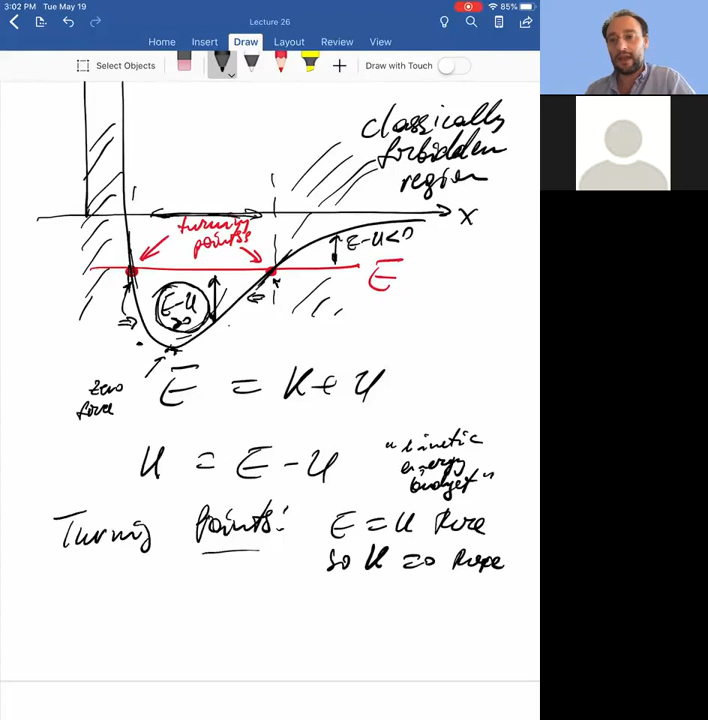 3:02 PM Tue May 19
85%
Lecture 26
Home Insert Draw Layout Review View
Select Objects
Draw with Touch
classically
forbidden
region
x
turning
points
E-U<0
E
E-U
>0
zero
force
E = K + U
K = E - U
"kinetic
energy
budget"
Turning points: E = U here
so K = 0 here